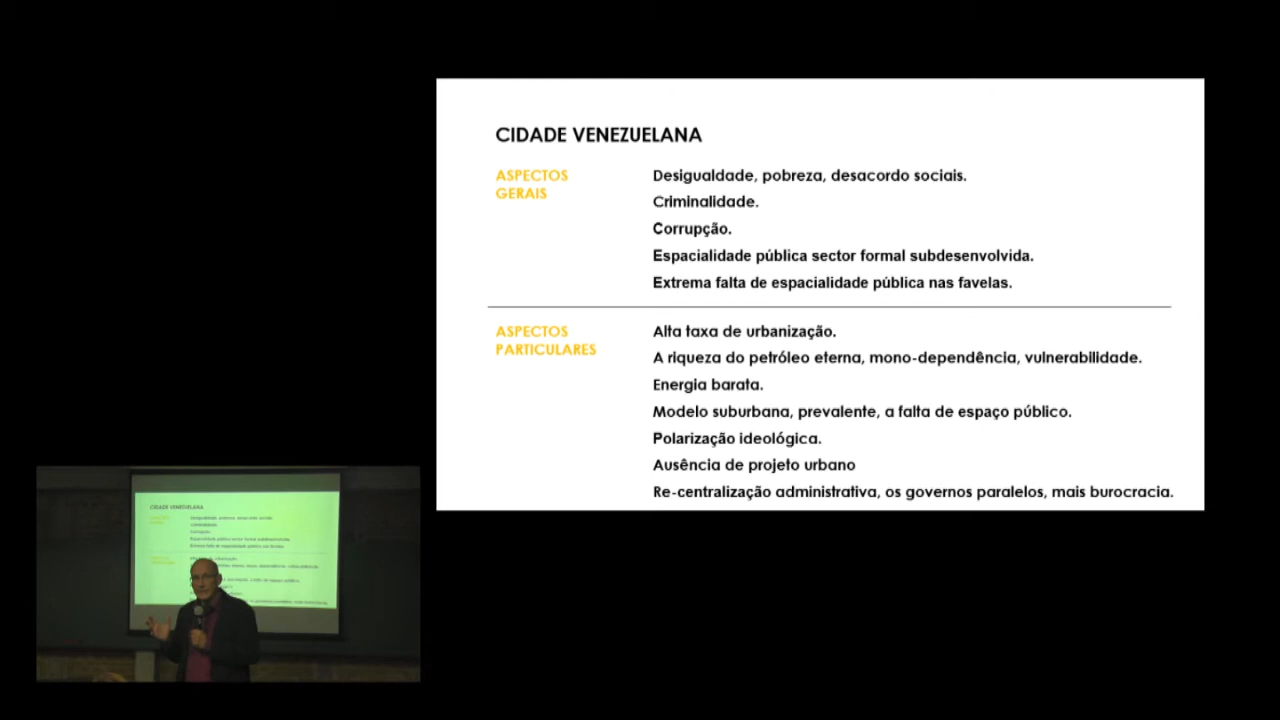 CIDADE VENEZUELANA
ASPECTOS
GERAIS
Desigualdade, pobreza, desacordo sociais.
Criminalidade.
Corrupção.
Espacialidade pública sector formal subdesenvolvida.
Extrema falta de espacialidade pública nas favelas.
ASPECTOS
PARTICULARES
Alta taxa de urbanização.
A riqueza do petróleo eterna, mono-dependência, vulnerabilidade.
Energia barata.
Modelo suburbana, prevalente, a falta de espaço público.
Polarização ideológica.
Ausência de projeto urbano
Re-centralização administrativa, os governos paralelos, mais burocracia.
CIDADE VENEZUELANA